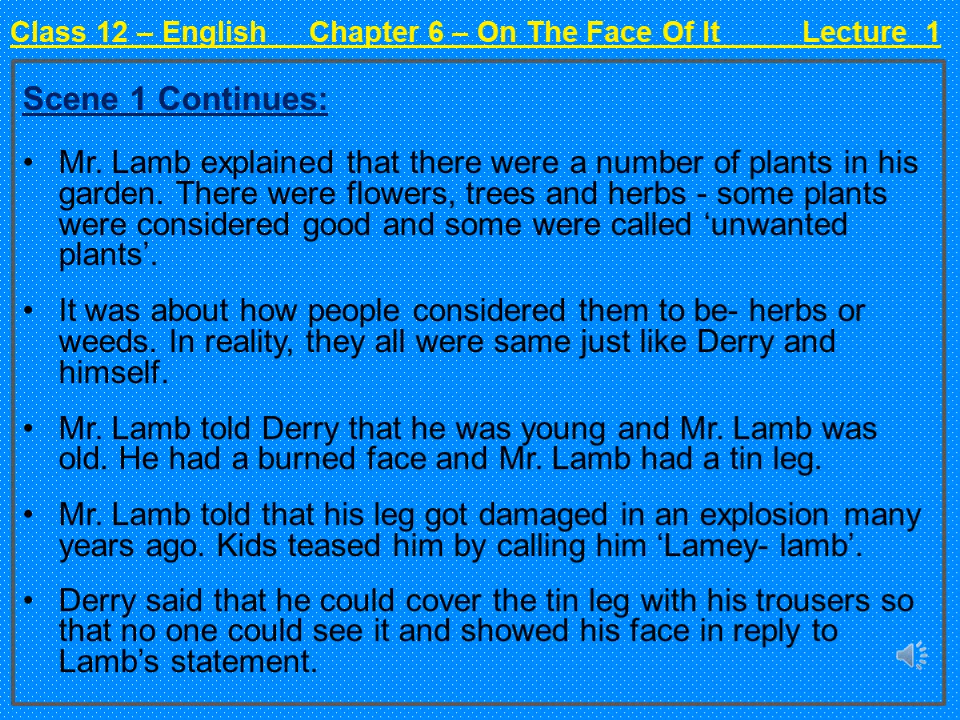 Class 12 – English Chapter 6 – On The Face Of It Lecture 1
Scene 1 Continues:
• Mr. Lamb explained that there were a number of plants in his
garden. There were flowers, trees and herbs - some plants
were considered good and some were called ‘unwanted
plants’.
• It was about how people considered them to be- herbs or
weeds. In reality, they all were same just like Derry and
himself.
• Mr. Lamb told Derry that he was young and Mr. Lamb was
old. He had a burned face and Mr. Lamb had a tin leg.
• Mr. Lamb told that his leg got damaged in an explosion many
years ago. Kids teased him by calling him ‘Lamey- lamb’.
• Derry said that he could cover the tin leg with his trousers so
that no one could see it and showed his face in reply to
Lamb’s statement.